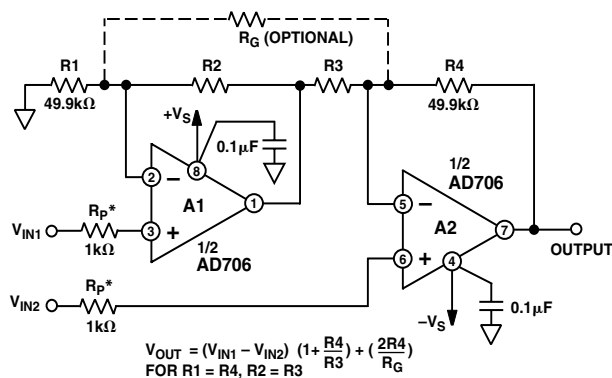 R_G (OPTIONAL)
R1
49.9kΩ
R2
R3
R4
49.9kΩ
+V_S
0.1µF
8
2
−
A1
1
3
+
1/2
AD706
V_IN1
R_P*
1kΩ
1/2
AD706
5
−
A2
7
6
+
4
OUTPUT
V_IN2
R_P*
1kΩ
−V_S
0.1µF
V_OUT = (V_IN1 − V_IN2) (1+ R4/R3) + ( 2R4/R_G )
FOR R1 = R4, R2 = R3